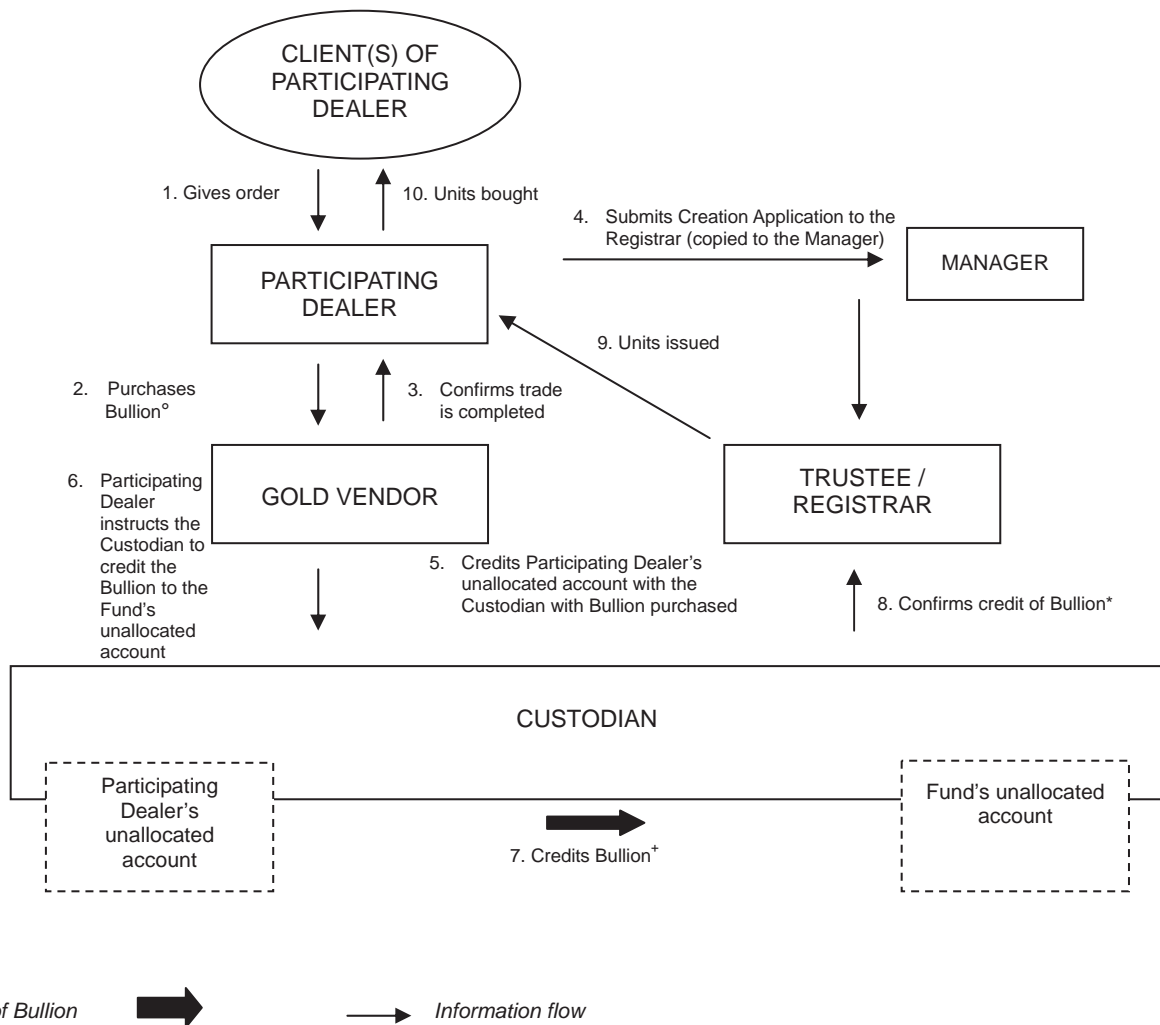 CLIENT(S) OF
PARTICIPATING
DEALER
1. Gives order
10. Units bought
4. Submits Creation Application to the
Registrar (copied to the Manager)
MANAGER
PARTICIPATING
DEALER
9. Units issued
2. Purchases
Bullion°
3. Confirms trade
is completed
6. Participating
Dealer
instructs the
Custodian to
credit the
Bullion to the
Fund's
unallocated
account
GOLD VENDOR
TRUSTEE /
REGISTRAR
5. Credits Participating Dealer's
unallocated account with the
Custodian with Bullion purchased
8. Confirms credit of Bullion*
CUSTODIAN
Participating
Dealer's
unallocated
account
Fund's unallocated
account
7. Credits Bullion+
of Bullion
Information flow